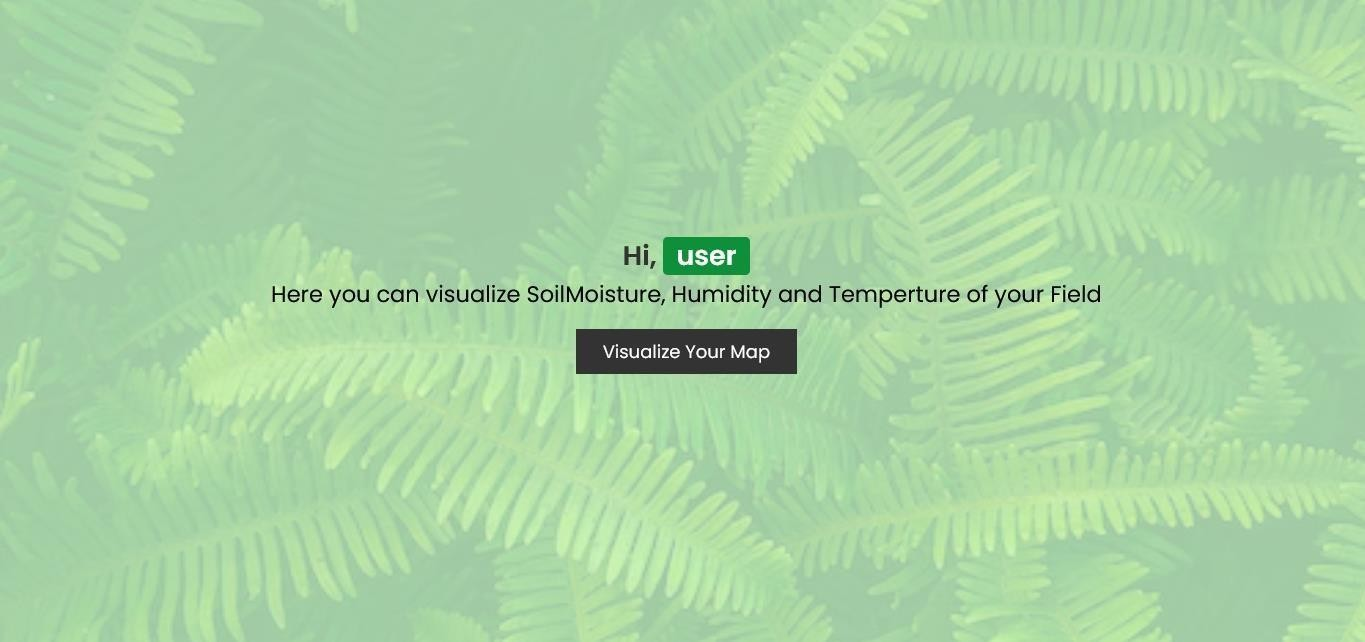 Hi, user
Here you can visualize SoilMoisture, Humidity and Temperture of your Field
Visualize Your Map